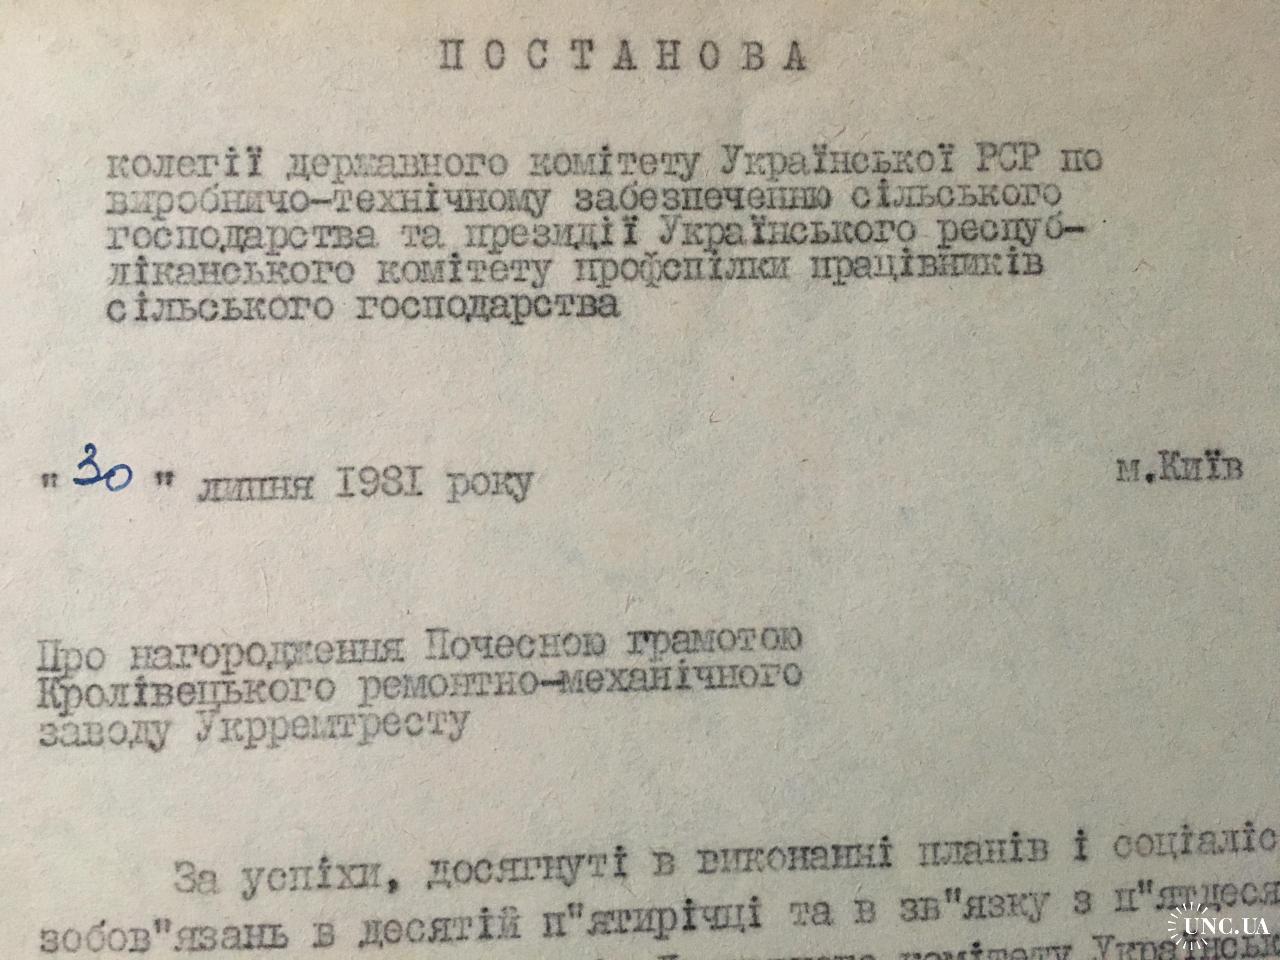 ПОСТАНОВА
колегії державного комітету Української РСР по
виробничо-технічному забезпеченню сільського
господарства та президії Українського респуб-
ліканського комітету профспілки працівників
сільського господарства
"30" липня 1981 року м.Київ
Про нагородження Почесною грамотою
Кролівецького ремонтно-механічного
заводу Укрремтресту
За успіхи, досягнуті в виконанні планів і соціаліс
зобов"язань в десятій п"ятирічці та в зв"язку з п"ятдеся
комітету Українськ
UNC.UA